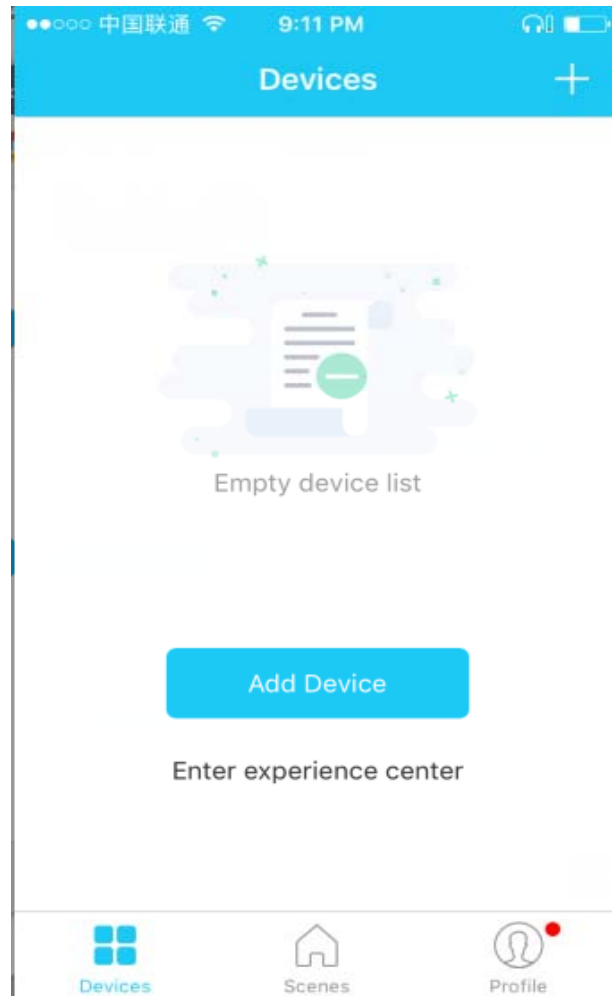 中国联通 9:11 PM
Devices
Empty device list
Add Device
Enter experience center
Devices Scenes Profile